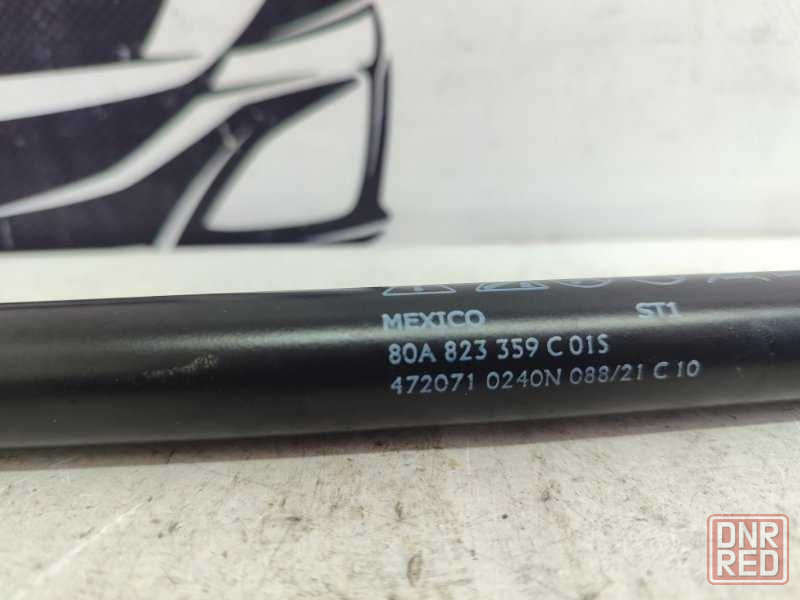 MEXICO ST1
80A 823 359 C 01S
472071 0240N 088/21 C 10
DNR
RED